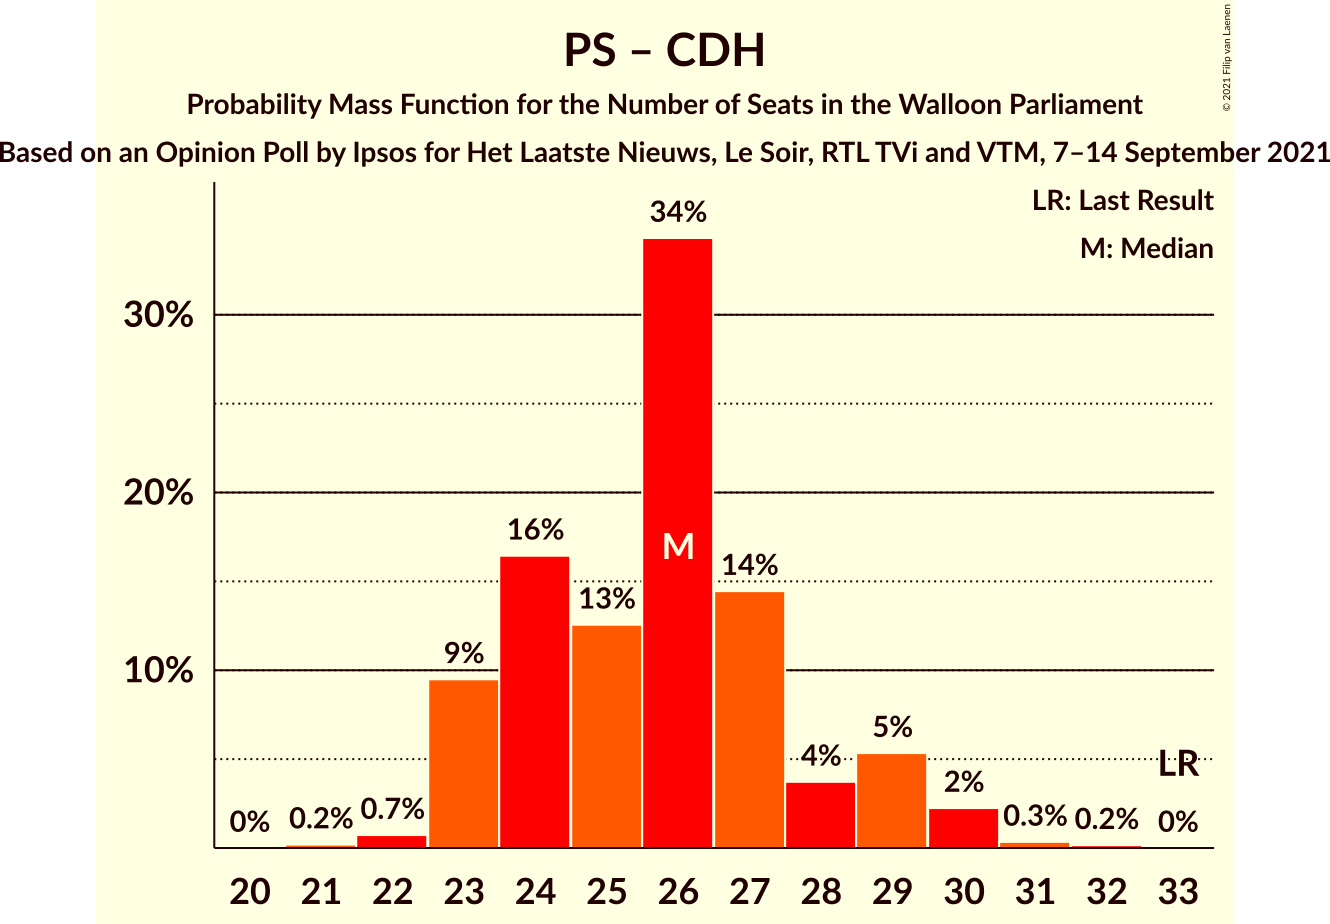 PS – CDH
Probability Mass Function for the Number of Seats in the Walloon Parliament
Based on an Opinion Poll by Ipsos for Het Laatste Nieuws, Le Soir, RTL TVi and VTM, 7–14 September 2021
© 2021 Filip van Laenen
LR: Last Result
M: Median
34%
30%
20%
16%
M
14%
13%
10%
9%
5%
4%
LR
2%
0% 0.2% 0.7% 0.3% 0.2% 0%
20 21 22 23 24 25 26 27 28 29 30 31 32 33